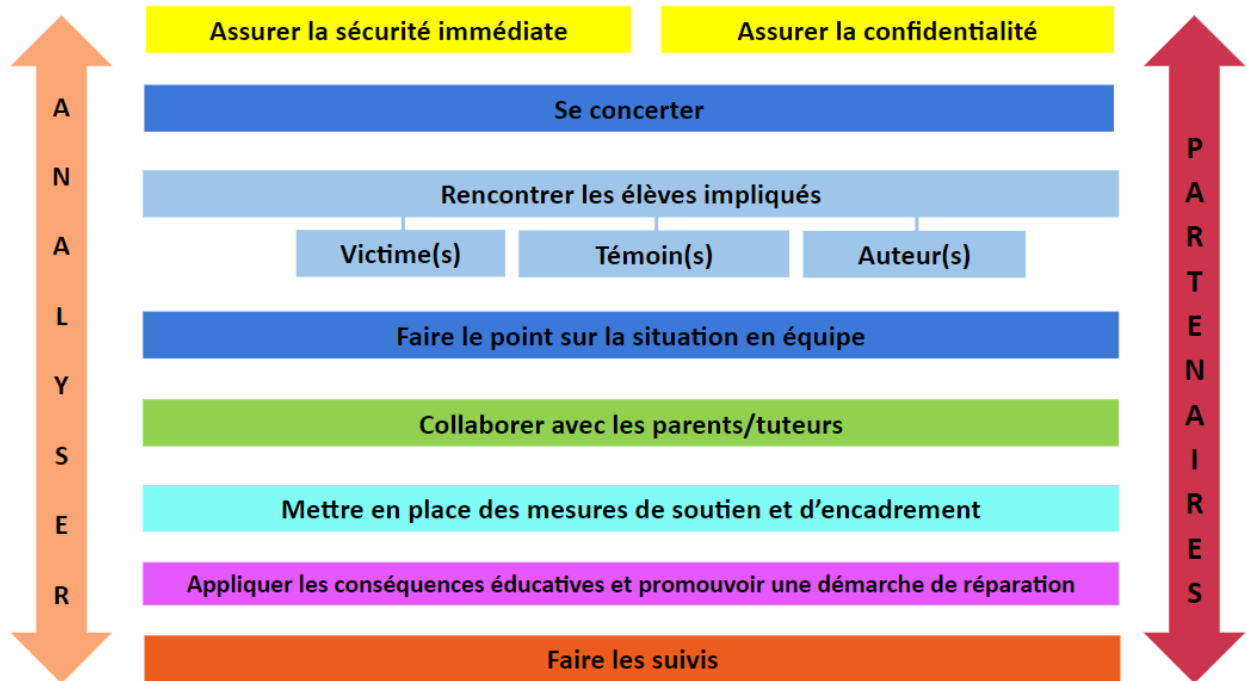 Assurer la sécurité immédiate
Assurer la confidentialité
Se concerter
Rencontrer les élèves impliqués
Victime(s)
Témoin(s)
Auteur(s)
Faire le point sur la situation en équipe
Collaborer avec les parents/tuteurs
Mettre en place des mesures de soutien et d’encadrement
Appliquer les conséquences éducatives et promouvoir une démarche de réparation
Faire les suivis
ANALYSER
PARTENAIRES